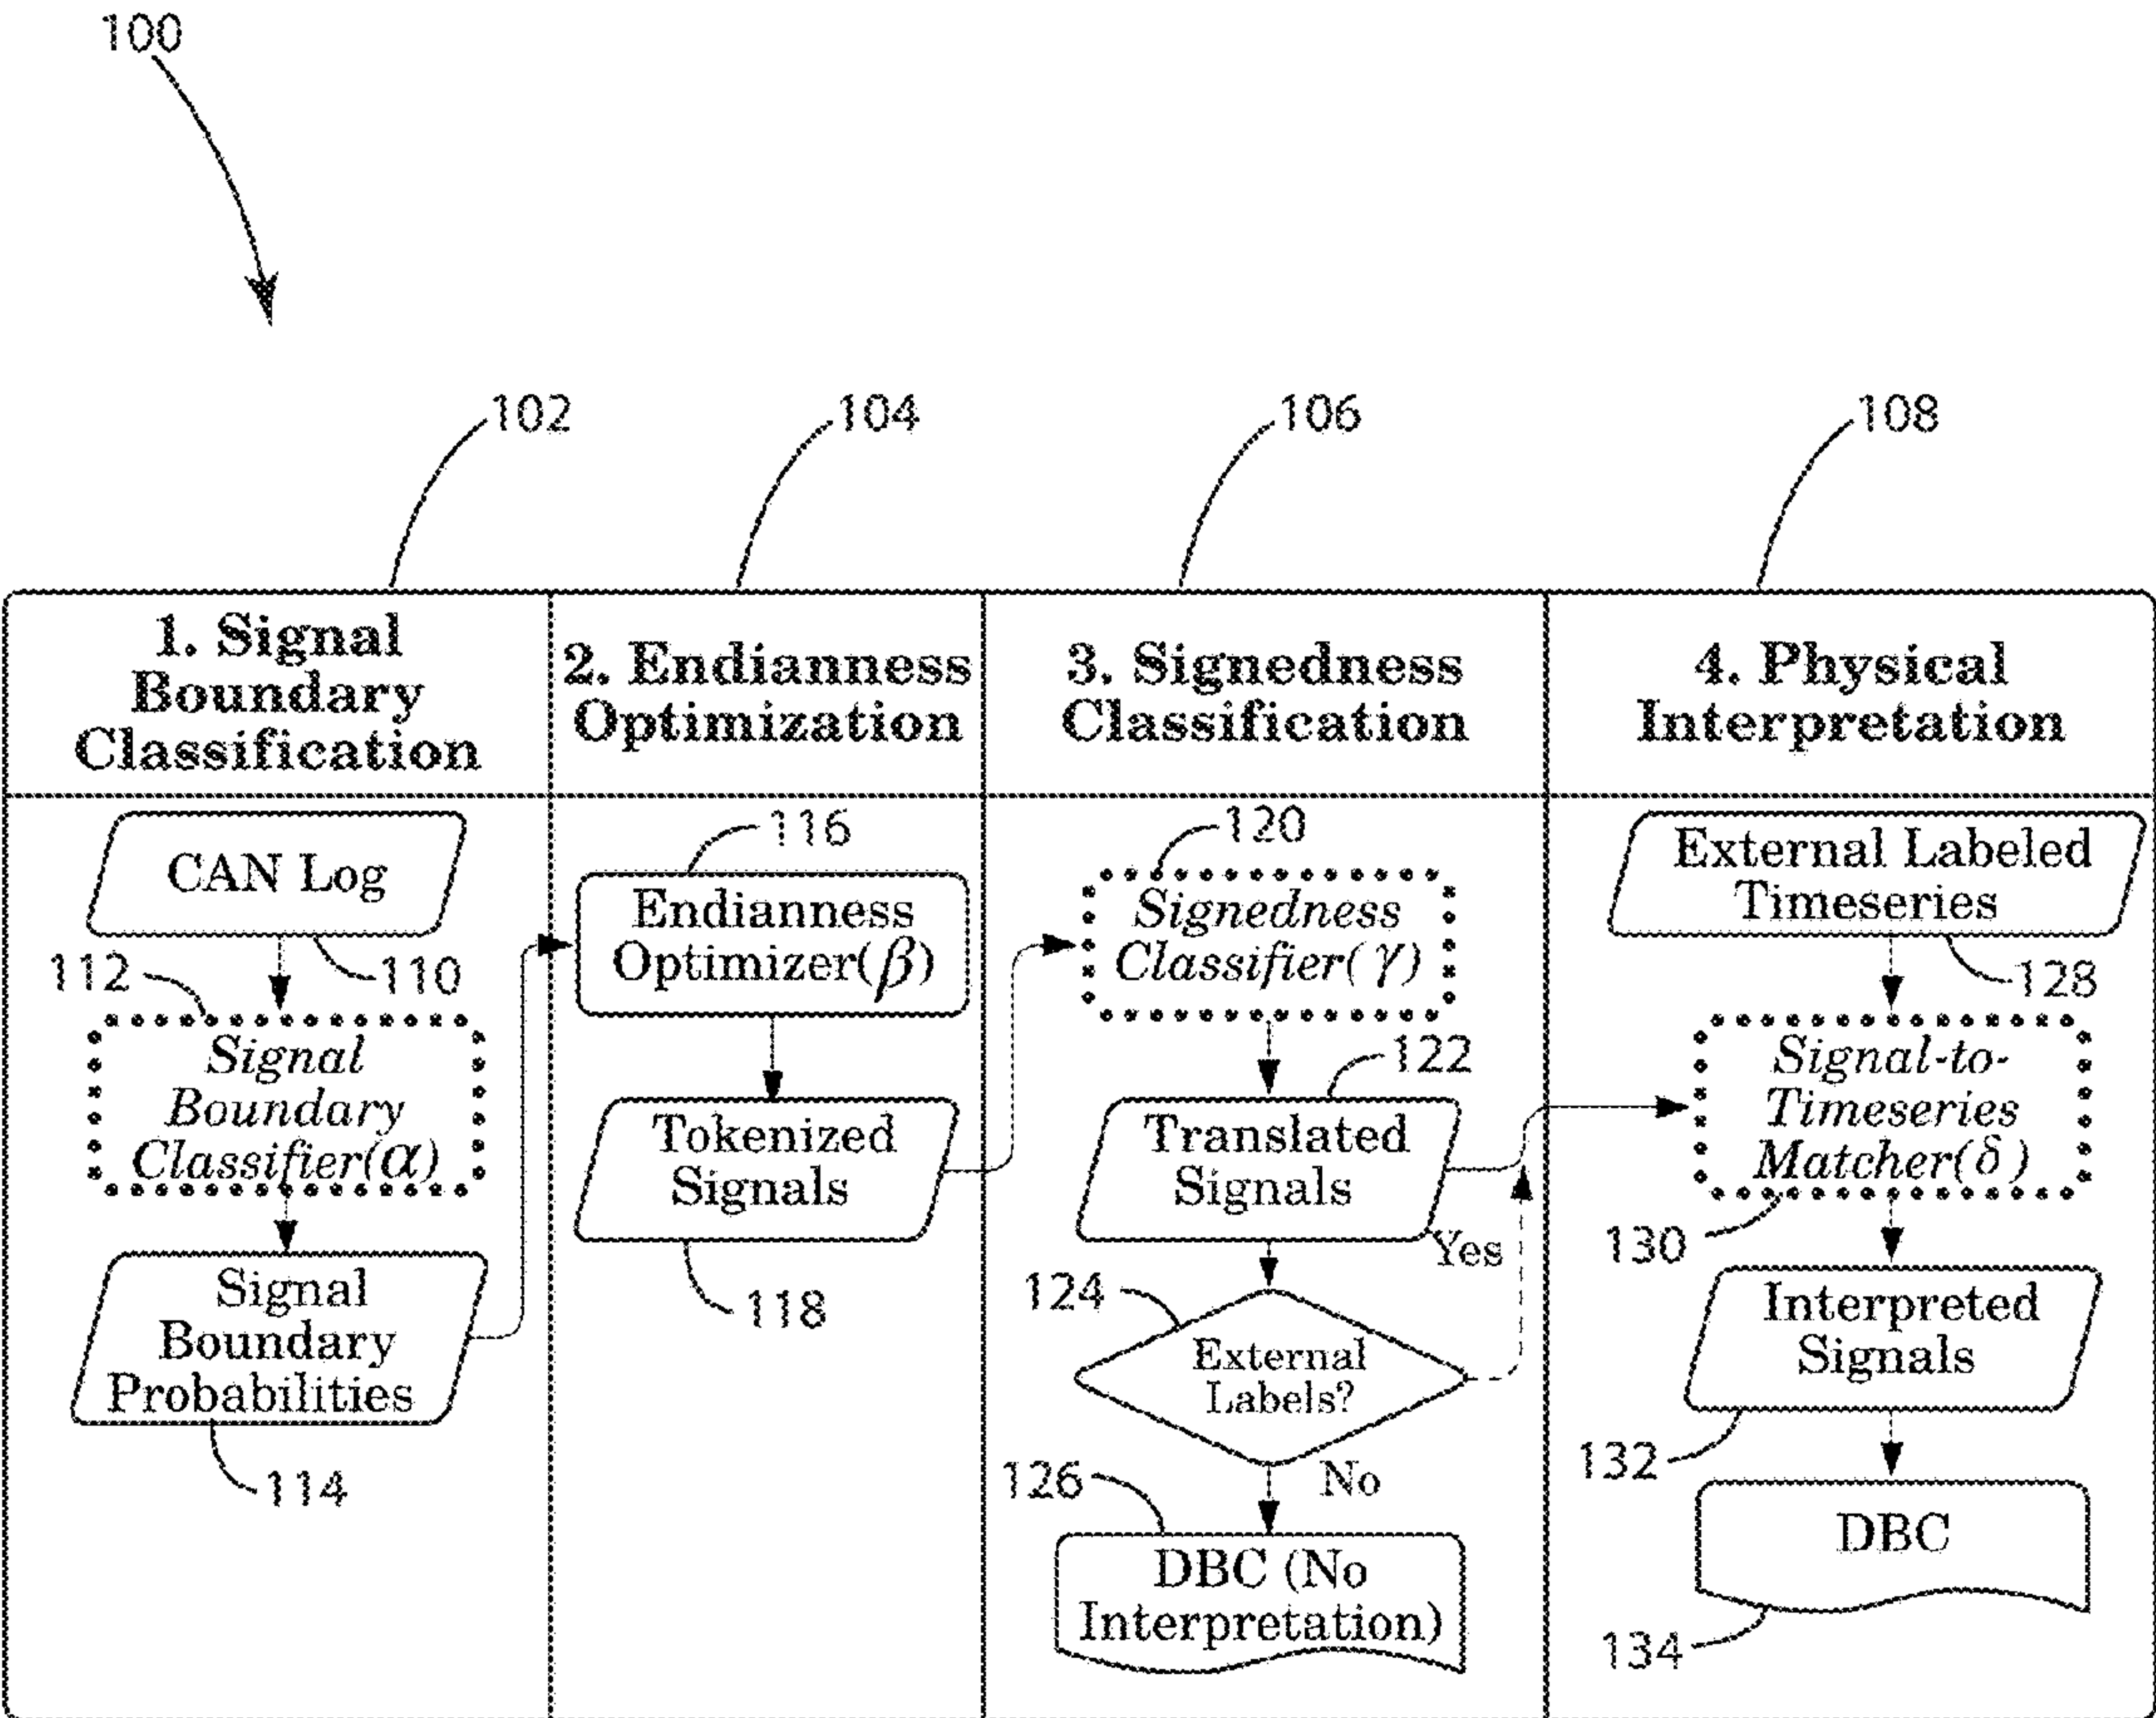 100
102
104
106
108
1. Signal
Boundary
Classification
2. Endianness
Optimization
3. Signedness
Classification
4. Physical
Interpretation
CAN Log
110
112
Signal
Boundary
Classifier(α)
Signal
Boundary
Probabilities
114
116
Endianness
Optimizer(β)
Tokenized
Signals
118
120
Signedness
Classifier(γ)
122
Translated
Signals
Yes
124
External
Labels?
No
126
DBC (No
Interpretation)
External Labeled
Timeseries
128
Signal-to-
Timeseries
Matcher(δ)
130
Interpreted
Signals
132
DBC
134